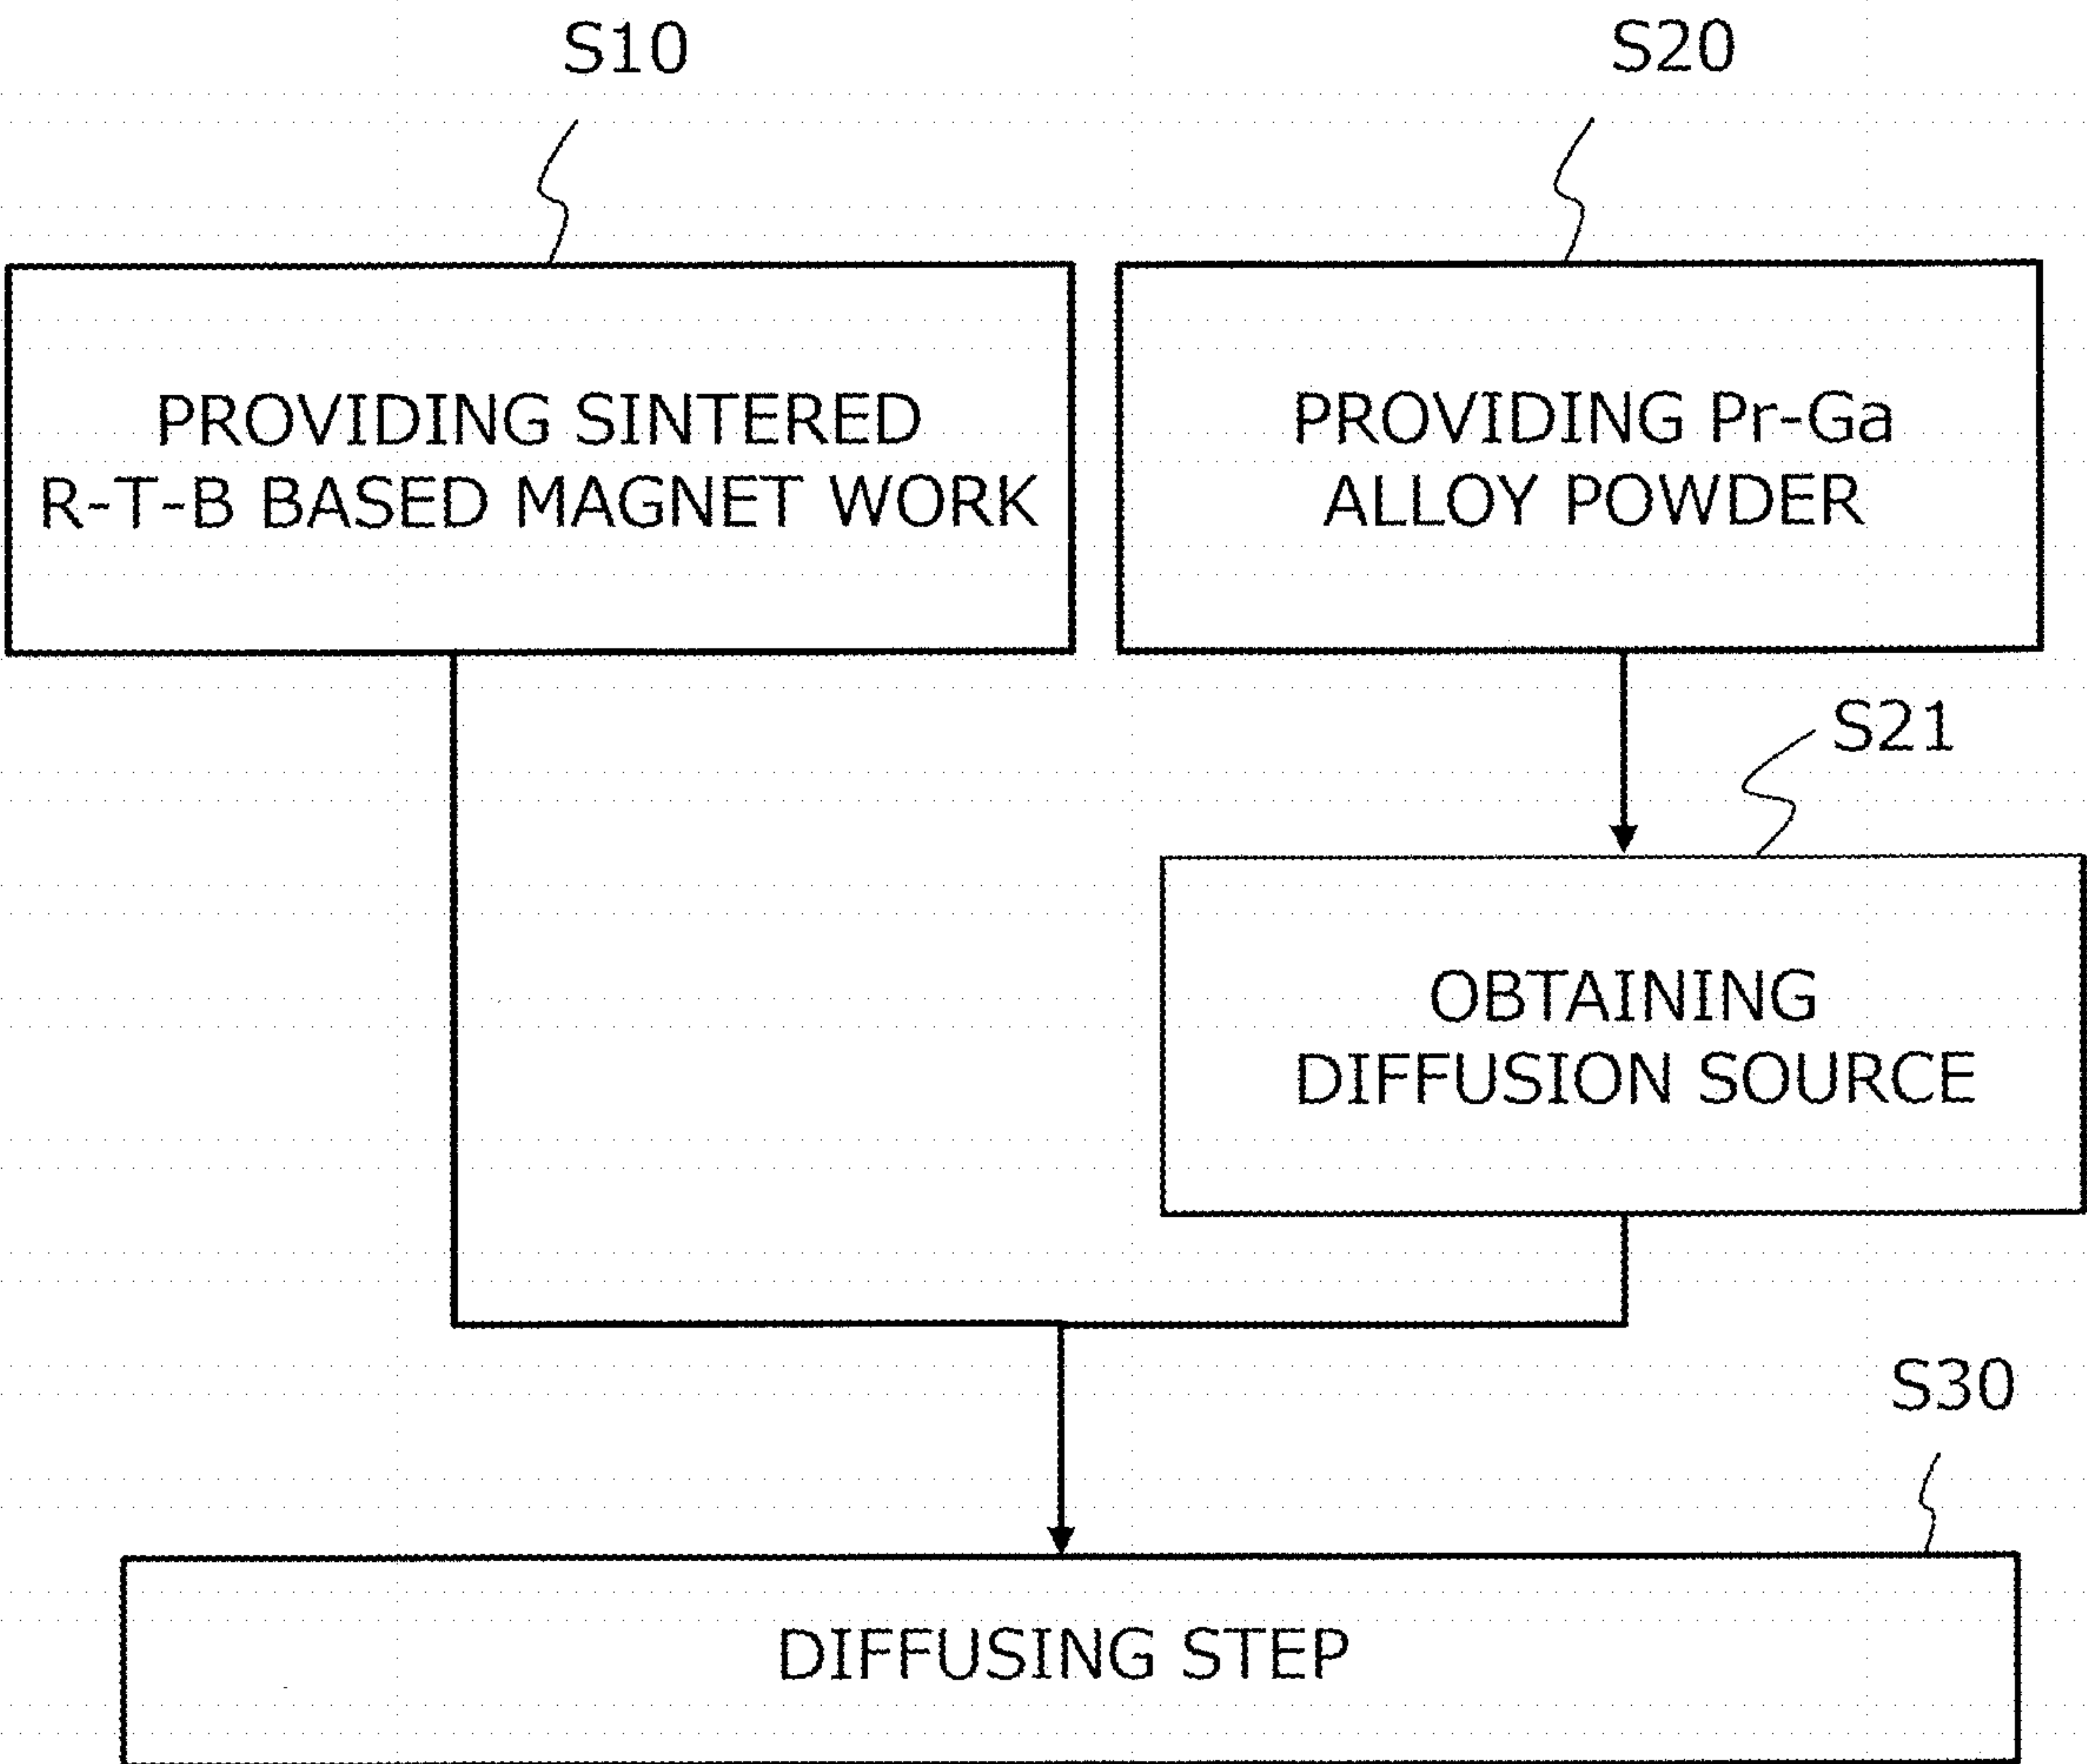 S10
S20
PROVIDING SINTERED
R-T-B BASED MAGNET WORK
PROVIDING Pr-Ga
ALLOY POWDER
S21
OBTAINING
DIFFUSION SOURCE
S30
DIFFUSING STEP